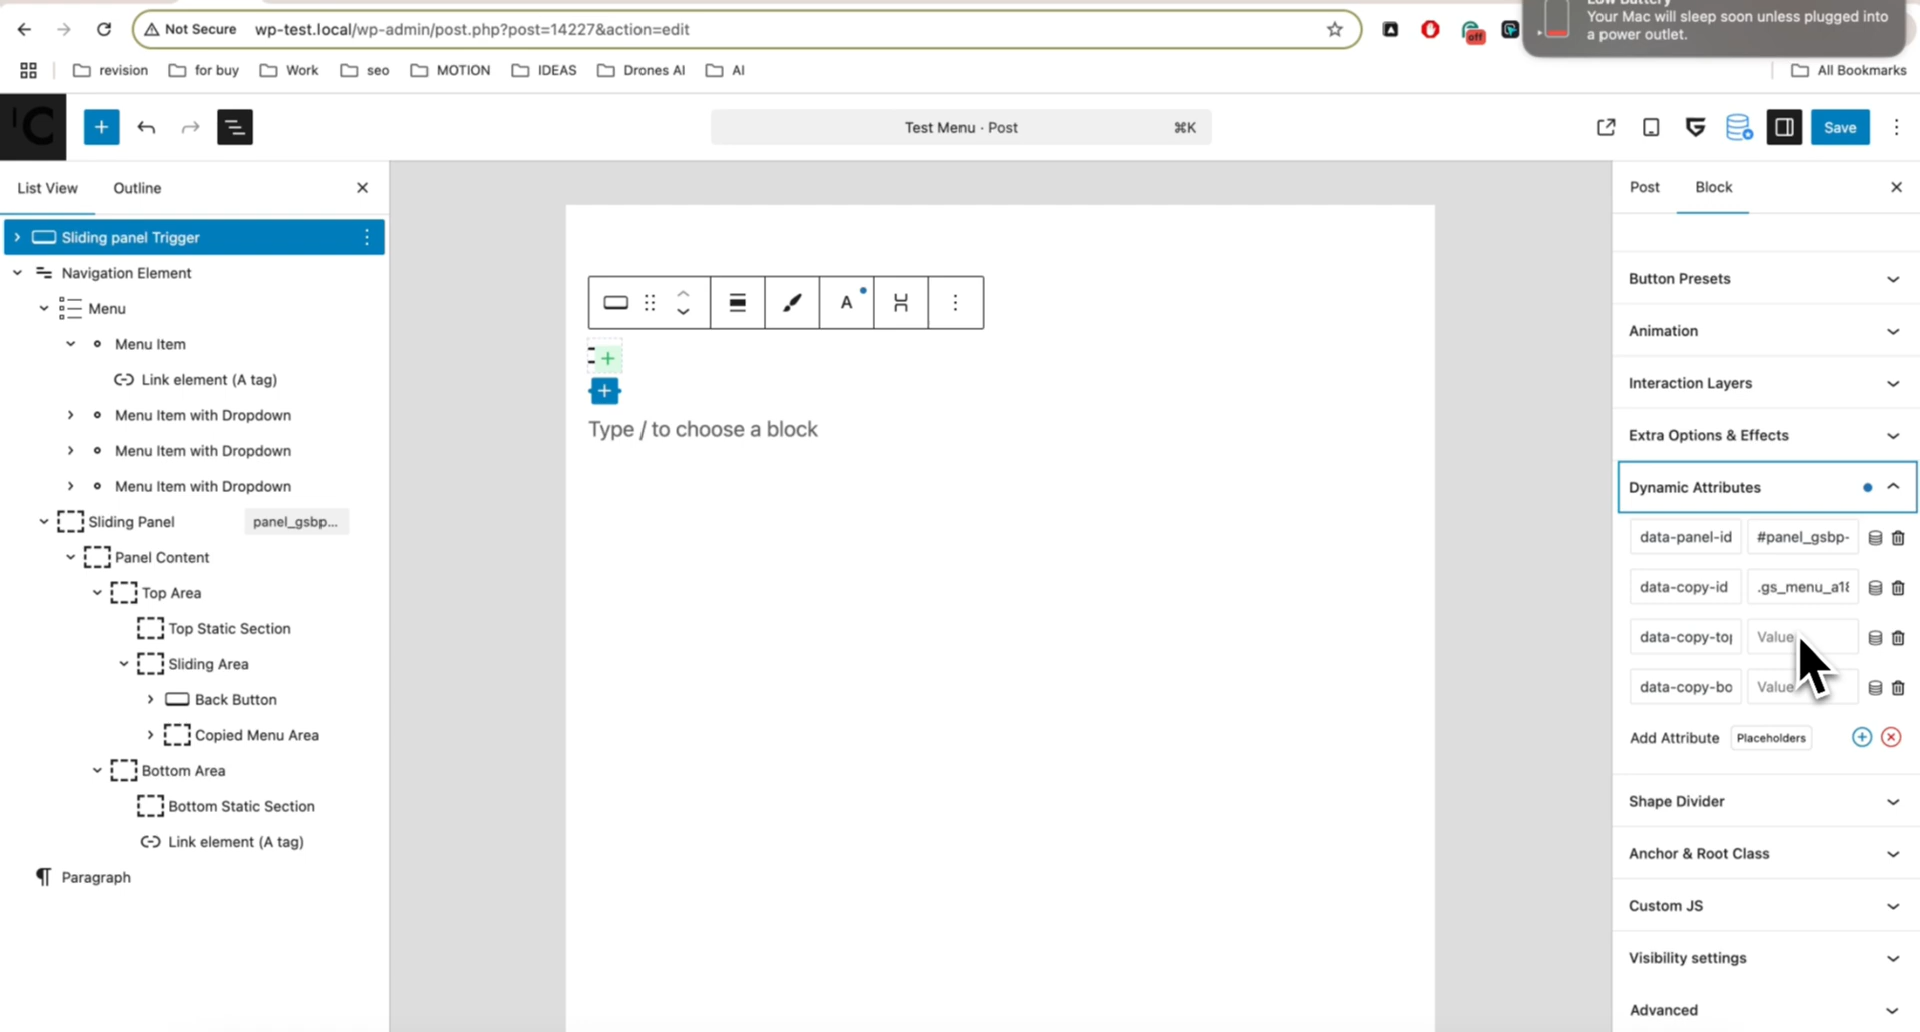 Not Secure
wp-test.local/wp-admin/post.php?post=14227&action=edit
off
Low Battery
Your Mac will sleep soon unless plugged into
a power outlet.
revision
for buy
Work
seo
MOTION
IDEAS
Drones AI
AI
All Bookmarks
Test Menu · Post
⌘K
Save
List View
Outline
Post
Block
Sliding panel Trigger
Navigation Element
Menu
Menu Item
Link element (A tag)
Menu Item with Dropdown
Menu Item with Dropdown
Menu Item with Dropdown
Sliding Panel
panel_gsbp...
Panel Content
Top Area
Top Static Section
Sliding Area
Back Button
Copied Menu Area
Bottom Area
Bottom Static Section
Link element (A tag)
Paragraph
A
Type / to choose a block
Button Presets
Animation
Interaction Layers
Extra Options & Effects
Dynamic Attributes
data-panel-id
#panel_gsbp-
data-copy-id
.gs_menu_a18
data-copy-top
Value
data-copy-bo
Value
Add Attribute
Placeholders
Shape Divider
Anchor & Root Class
Custom JS
Visibility settings
Advanced